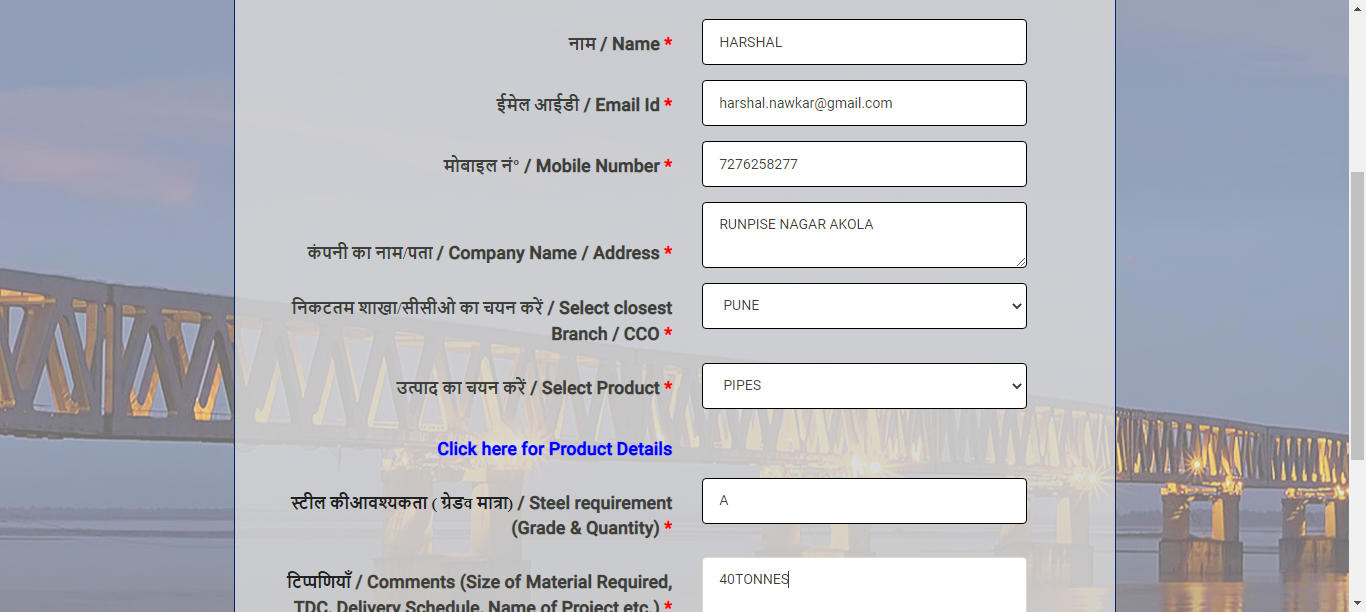 नाम / Name * HARSHAL
ईमेल आईडी / Email Id * harshal.nawkar@gmail.com
मोबाइल नं° / Mobile Number * 7276258277
RUNPISE NAGAR AKOLA
कंपनी का नाम/पता / Company Name / Address *
निकटतम शाखा/सीसीओ का चयन करें / Select closest PUNE
Branch / CCO *
उत्पाद का चयन करें / Select Product * PIPES
Click here for Product Details
स्टील कीआवश्यकता ( ग्रेडव मात्रा) / Steel requirement A
(Grade & Quantity) *
टिप्पणियाँ / Comments (Size of Material Required, 40TONNES
TDC, Delivery Schedule, Name of Project etc.) *